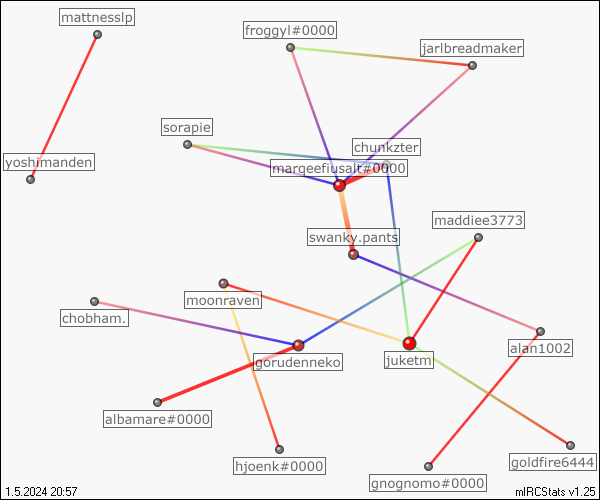 mattnesslp
froggyl#0000
jarlbreadmaker
sorapie
chunkzter
yoshimanden
margeefiusalt#0000
maddiee3773
swanky.pants
moonraven
chobham.
alan1002
gorudenneko
juketm
albamare#0000
hjoenk#0000
goldfire6444
gnognomo#0000
1.5.2024 20:57
mIRCStats v1.25